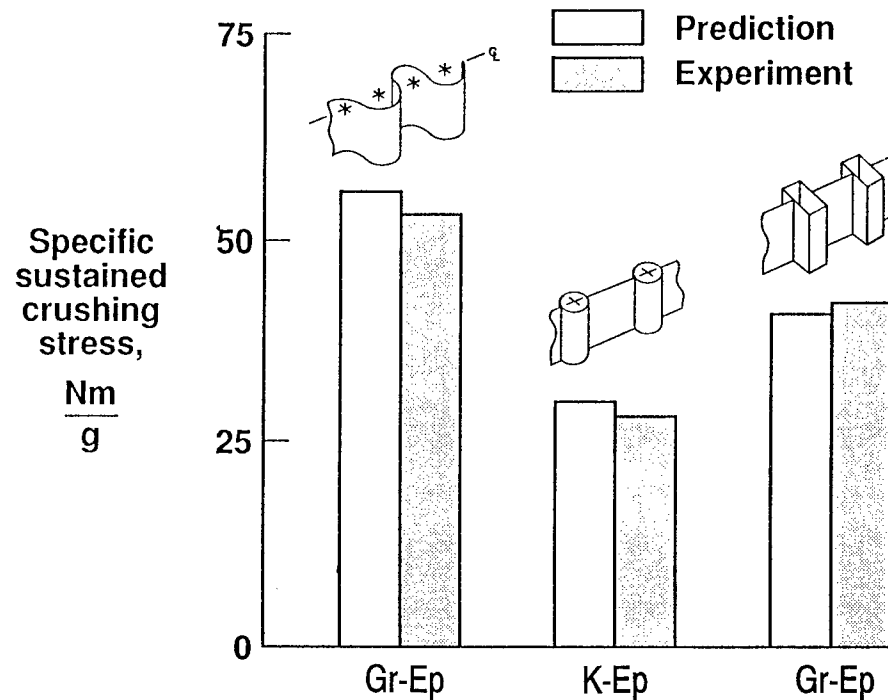 75
Prediction
Experiment
50
Specific
sustained
crushing
stress,
Nm
g
25
0
Gr-Ep
K-Ep
Gr-Ep